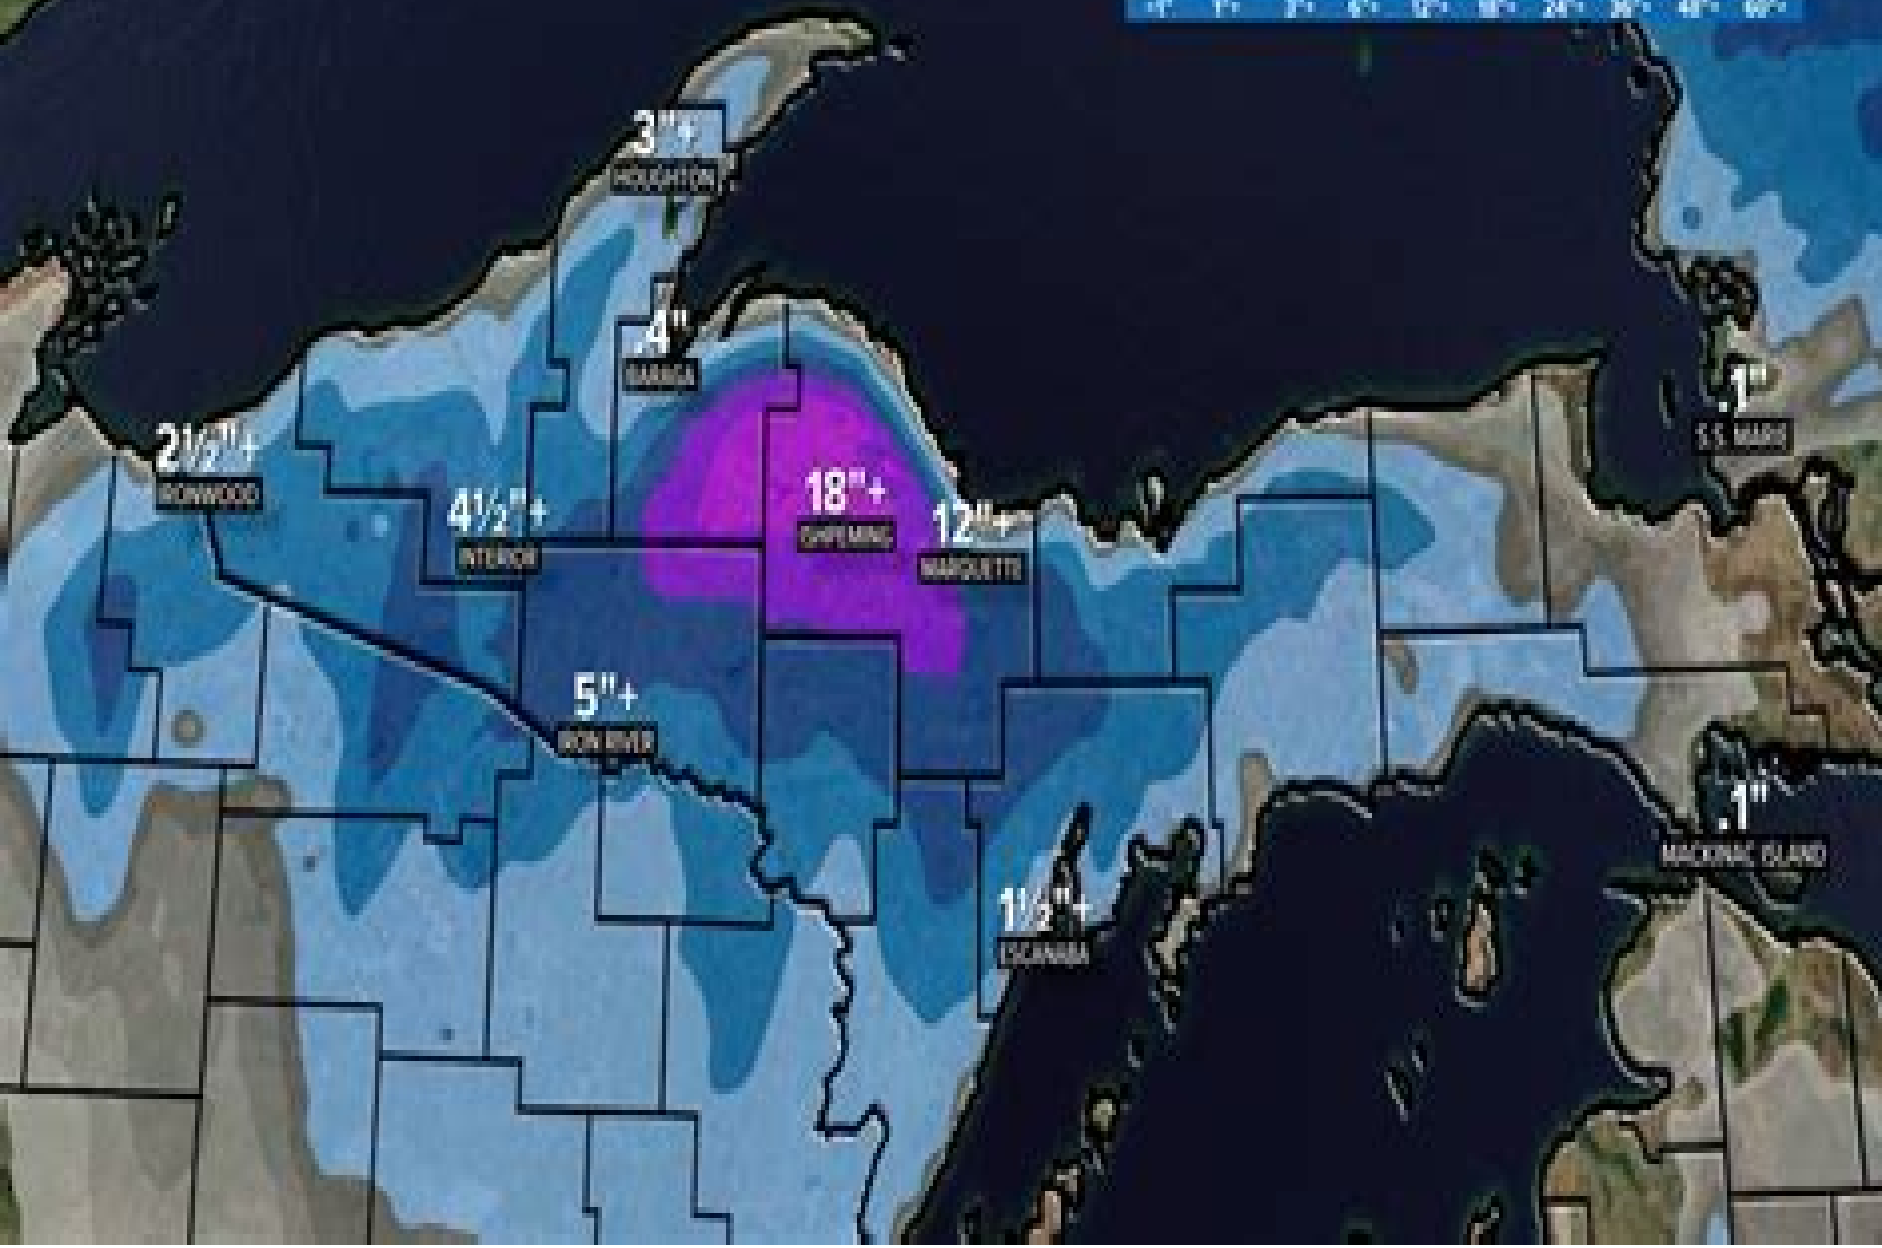 3"+
HOUGHTON
.4"
BARAGA
.1"
S.S. MARIE
2½"+
IRONWOOD
4½"+
INTERIOR
18"+
ISHPEMING
12"+
MARQUETTE
5"+
IRON RIVER
.1"
MACKINAC ISLAND
1½"+
ESCANABA